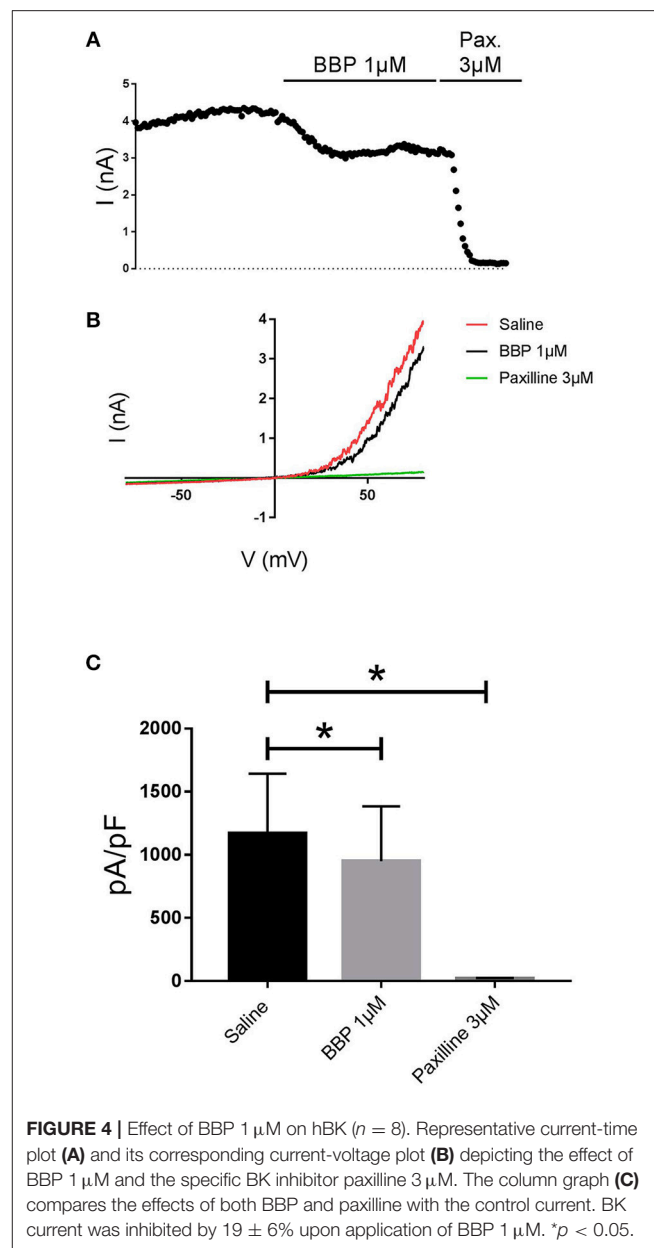 A
BBP 1µM
Pax.
3µM
5
4
3
2
1
0
I (nA)
B
4
3
2
1
-1
-50
50
I (nA)
V (mV)
Saline
BBP 1µM
Paxilline 3µM
C
*
*
2000
1500
1000
500
0
pA/pF
Saline
BBP 1µM
Paxilline 3µM
FIGURE 4 | Effect of BBP 1 µM on hBK (n = 8). Representative current-time
plot (A) and its corresponding current-voltage plot (B) depicting the effect of
BBP 1 µM and the specific BK inhibitor paxilline 3 µM. The column graph (C)
compares the effects of both BBP and paxilline with the control current. BK
current was inhibited by 19 ± 6% upon application of BBP 1 µM. *p < 0.05.